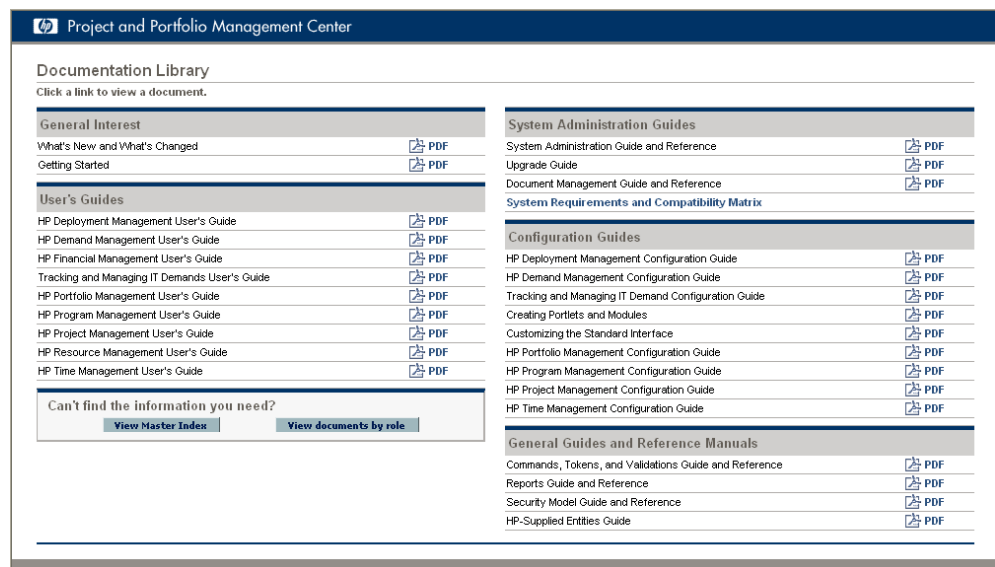 hp Project and Portfolio Management Center
Documentation Library
Click a link to view a document.
General Interest
What's New and What's Changed PDF
Getting Started PDF
User's Guides
HP Deployment Management User's Guide PDF
HP Demand Management User's Guide PDF
HP Financial Management User's Guide PDF
Tracking and Managing IT Demands User's Guide PDF
HP Portfolio Management User's Guide PDF
HP Program Management User's Guide PDF
HP Project Management User's Guide PDF
HP Resource Management User's Guide PDF
HP Time Management User's Guide PDF
Can't find the information you need?
View Master Index View documents by role
System Administration Guides
System Administration Guide and Reference PDF
Upgrade Guide PDF
Document Management Guide and Reference PDF
System Requirements and Compatibility Matrix
Configuration Guides
HP Deployment Management Configuration Guide PDF
HP Demand Management Configuration Guide PDF
Tracking and Managing IT Demand Configuration Guide PDF
Creating Portlets and Modules PDF
Customizing the Standard Interface PDF
HP Portfolio Management Configuration Guide PDF
HP Program Management Configuration Guide PDF
HP Project Management Configuration Guide PDF
HP Time Management Configuration Guide PDF
General Guides and Reference Manuals
Commands, Tokens, and Validations Guide and Reference PDF
Reports Guide and Reference PDF
Security Model Guide and Reference PDF
HP-Supplied Entities Guide PDF